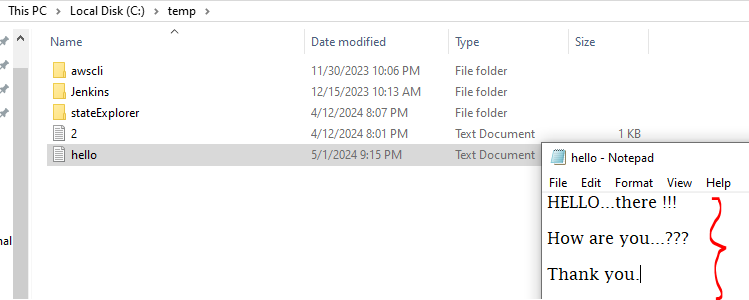 This PC > Local Disk (C:) > temp >
Name Date modified Type Size
awscli 11/30/2023 10:06 PM File folder
Jenkins 12/15/2023 10:13 AM File folder
stateExplorer 4/12/2024 8:07 PM File folder
2 4/12/2024 8:01 PM Text Document 1 KB
hello 5/1/2024 9:15 PM Text Document
hello - Notepad
File Edit Format View Help
HELLO...there !!!
How are you...???
Thank you.